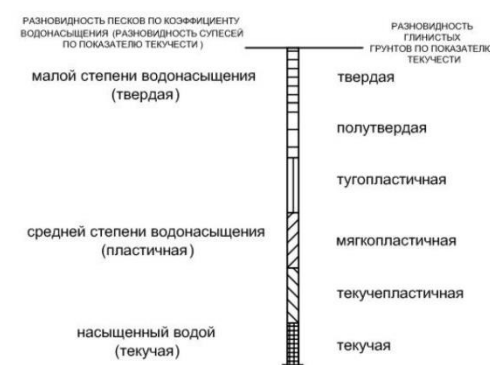 РАЗНОВИДНОСТЬ ПЕСКОВ ПО КОЭФФИЦИЕНТУ
ВОДОНАСЫЩЕНИЯ (РАЗНОВИДНОСТЬ СУПЕСЕЙ
ПО ПОКАЗАТЕЛЮ ТЕКУЧЕСТИ )
РАЗНОВИДНОСТЬ
ГЛИНИСТЫХ
ГРУНТОВ ПО ПОКАЗАТЕЛЮ
ТЕКУЧЕСТИ
малой степени водонасыщения
(твердая)
твердая
полутвердая
тугопластичная
средней степени водонасыщения
(пластичная)
мягкопластичная
текучепластичная
насыщенный водой
(текучая)
текучая